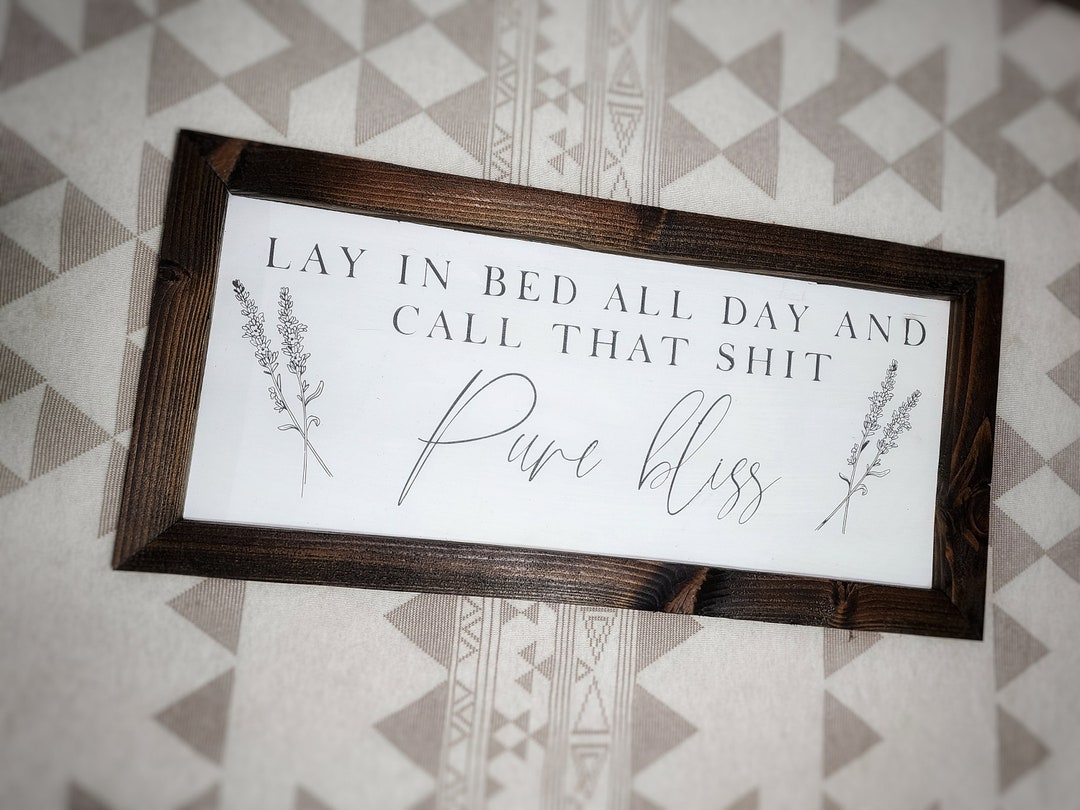 LAY IN BED ALL DAY AND
CALL THAT SHIT
Pure bliss